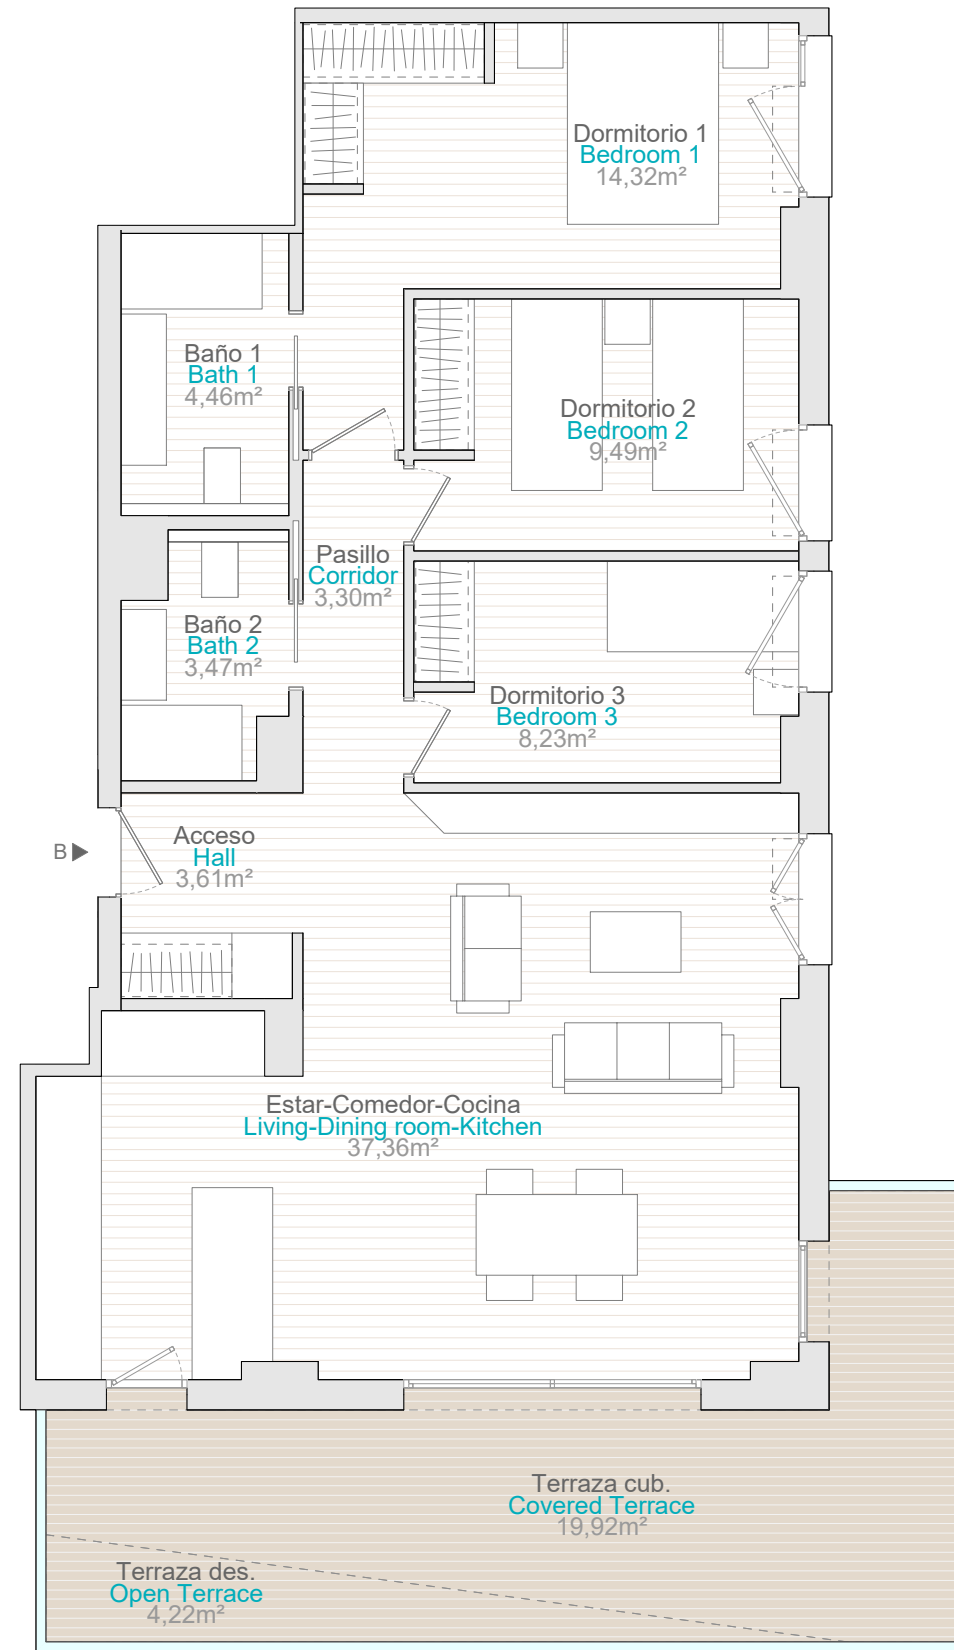 Dormitorio 1
Bedroom 1
14,32m²
Baño 1
Bath 1
4,46m²
Dormitorio 2
Bedroom 2
9,49m²
Pasillo
Corridor
3,30m²
Baño 2
Bath 2
3,47m²
Dormitorio 3
Bedroom 3
8,23m²
B
Acceso
Hall
3,61m²
Estar-Comedor-Cocina
Living-Dining room-Kitchen
37,36m²
Terraza cub.
Covered Terrace
19,92m²
Terraza des.
Open Terrace
4,22m²